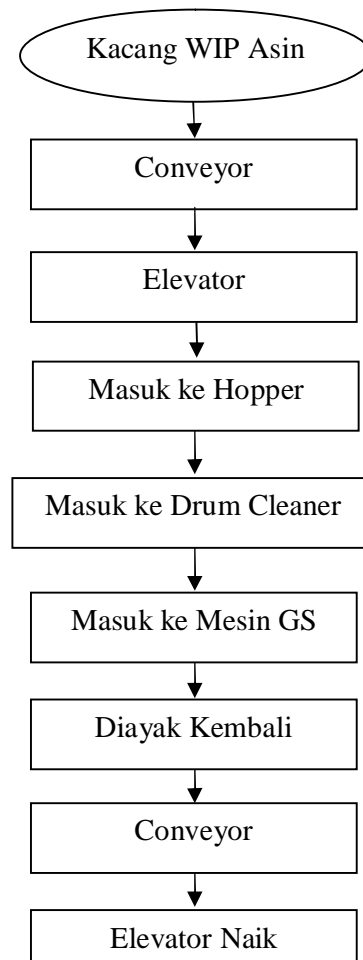 Kacang WIP Asin
Conveyor
Elevator
Masuk ke Hopper
Masuk ke Drum Cleaner
Masuk ke Mesin GS
Diayak Kembali
Conveyor
Elevator Naik